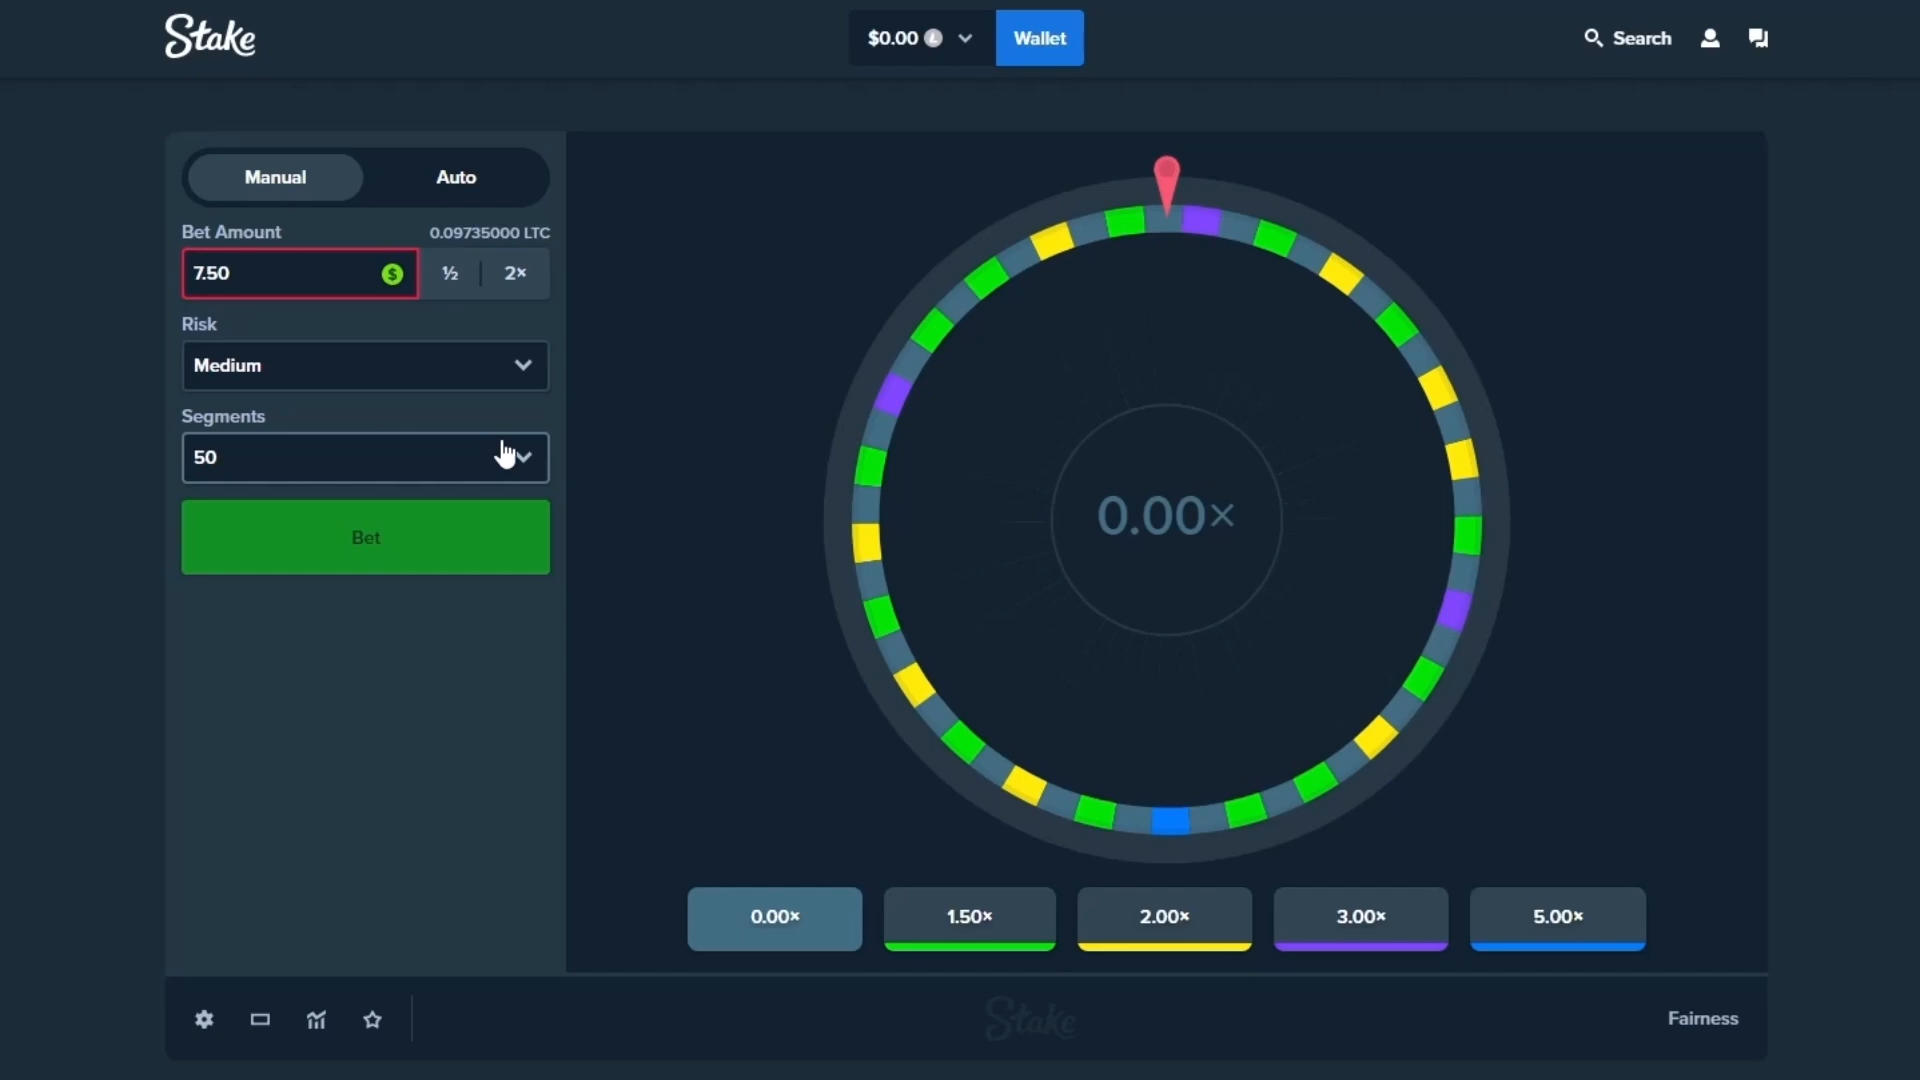 Stake
$0.00
Wallet
Search
Manual
Auto
Bet Amount
0.09735000 LTC
7.50
$
½
2×
Risk
Medium
Segments
50
Bet
0.00×
0.00×
1.50×
2.00×
3.00×
5.00×
Stake
Fairness